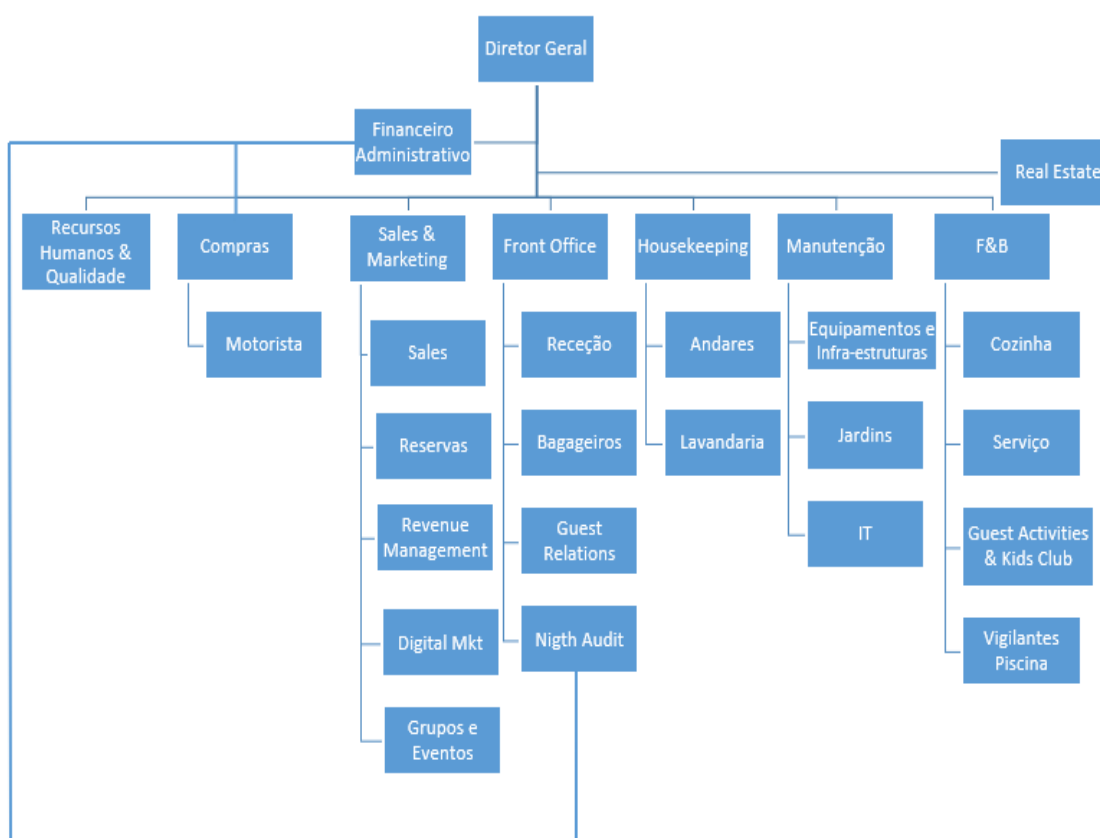 Diretor Geral
Financeiro
Administrativo
Real Estate
Recursos
Humanos &
Qualidade
Compras
Sales &
Marketing
Front Office
Housekeeping
Manutenção
F&B
Motorista
Sales
Reservas
Revenue
Management
Digital Mkt
Grupos e
Eventos
Receção
Bagageiros
Guest
Relations
Nigth Audit
Andares
Lavandaria
Equipamentos e
Infra-estruturas
Jardins
IT
Cozinha
Serviço
Guest Activities
& Kids Club
Vigilantes
Piscina